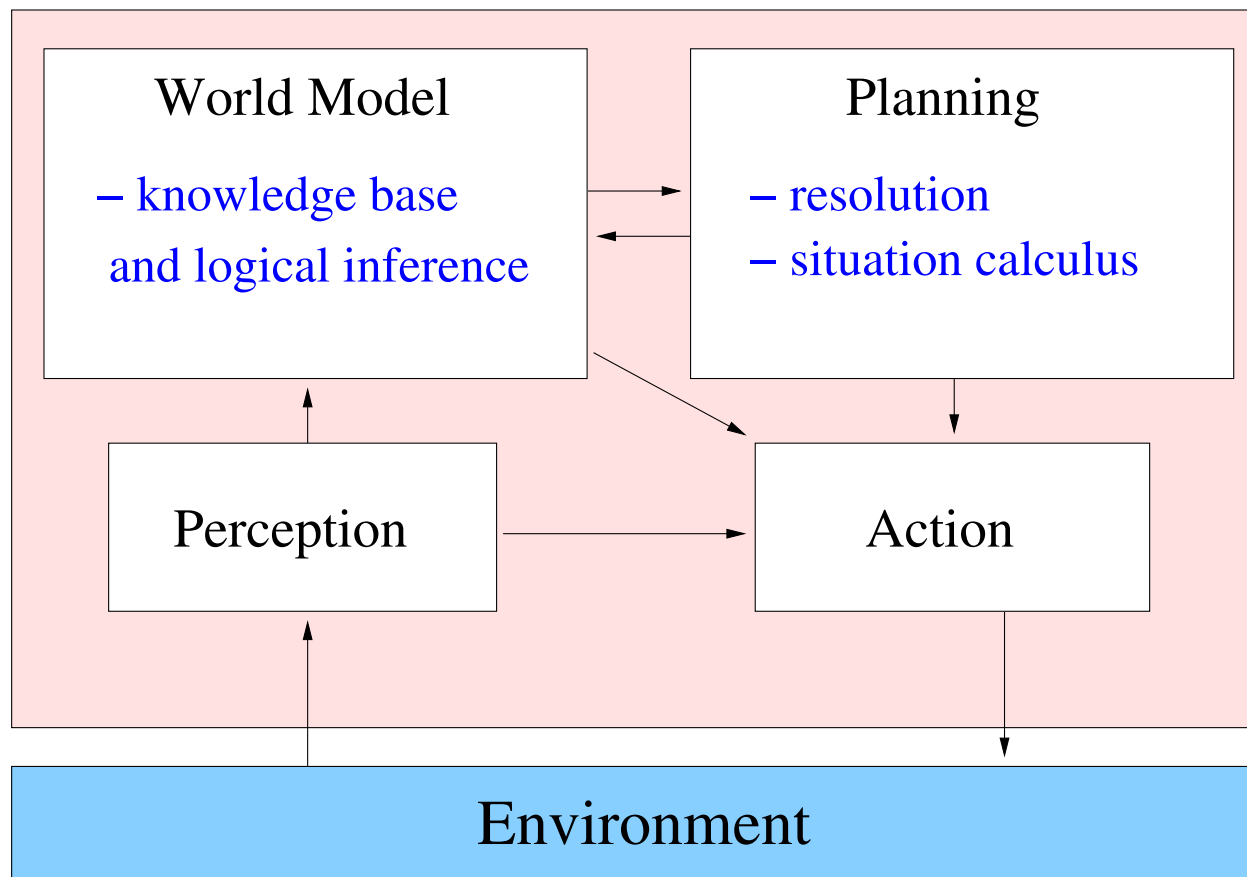 World Model
– knowledge base
and logical inference
Planning
– resolution
– situation calculus
Perception
Action
Environment